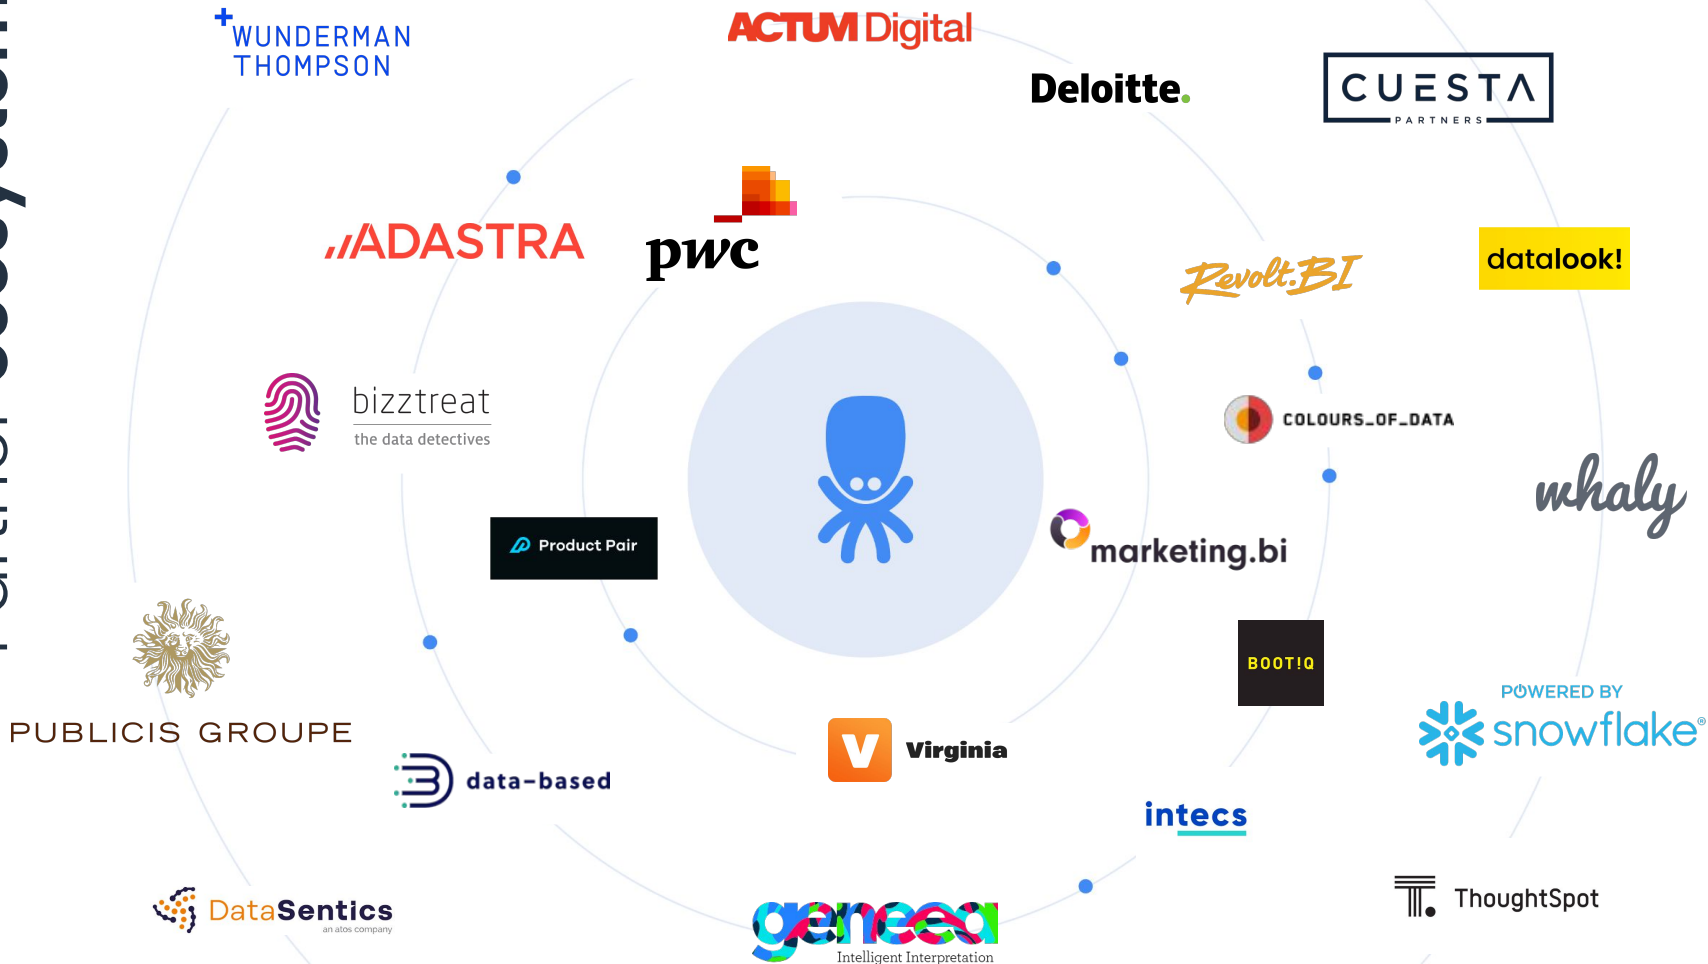 WUNDERMAN
THOMPSON
ACTUM Digital
Deloitte.
CUESTA
PARTNERS
ADASTRA
pwc
Revolt.BI
datalook!
bizztreat
the data detectives
COLOURS_OF_DATA
whaly
Product Pair
marketing.bi
BOOT!Q
PUBLICIS GROUPE
POWERED BY
snowflake®
data-based
V Virginia
intecs
DataSentics
an atos company
geneea
Intelligent Interpretation
ThoughtSpot